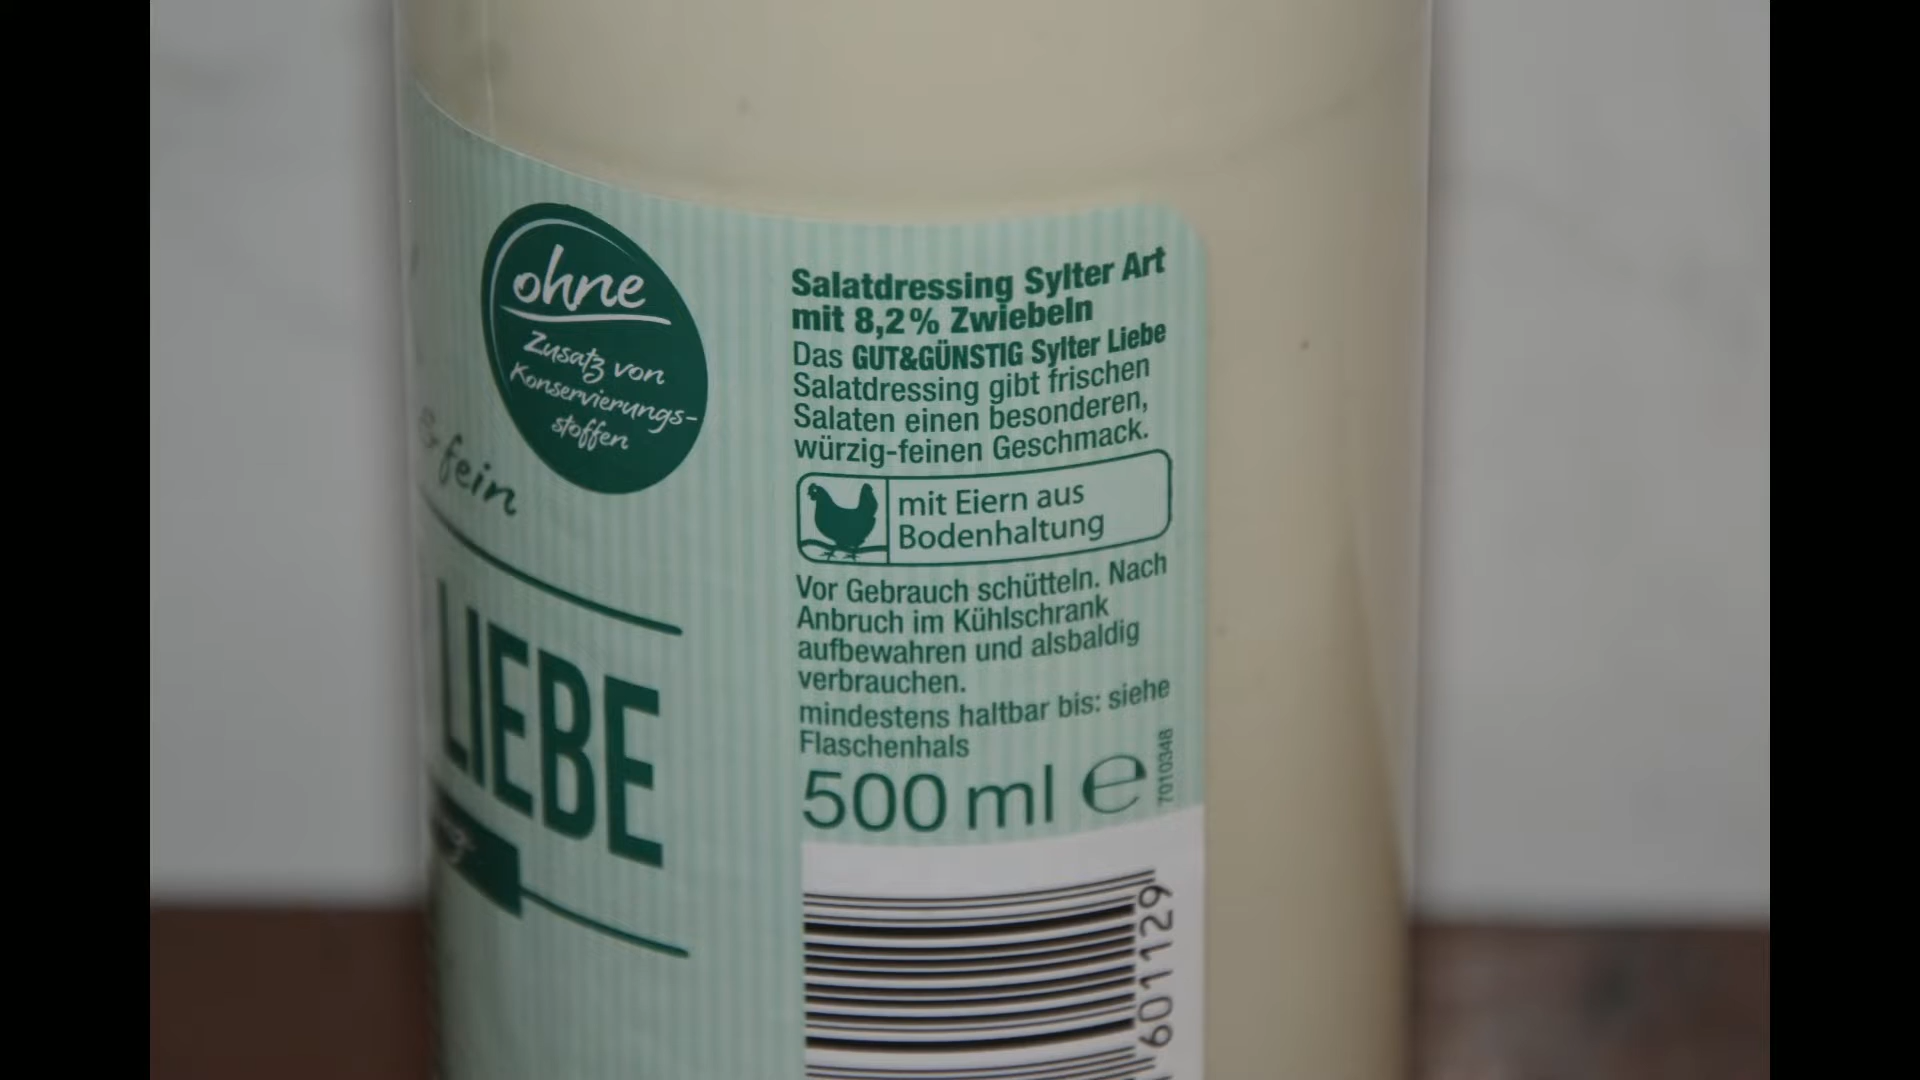 ohne
Zusatz von
Konservierungs-
stoffen
& fein
LIEBE
Salatdressing Sylter Art
mit 8,2% Zwiebeln
Das GUT&GÜNSTIG Sylter Liebe
Salatdressing gibt frischen
Salaten einen besonderen,
würzig-feinen Geschmack.
mit Eiern aus
Bodenhaltung
Vor Gebrauch schütteln. Nach
Anbruch im Kühlschrank
aufbewahren und alsbaldig
verbrauchen.
mindestens haltbar bis: siehe
Flaschenhals
500 ml e
7010348
601129